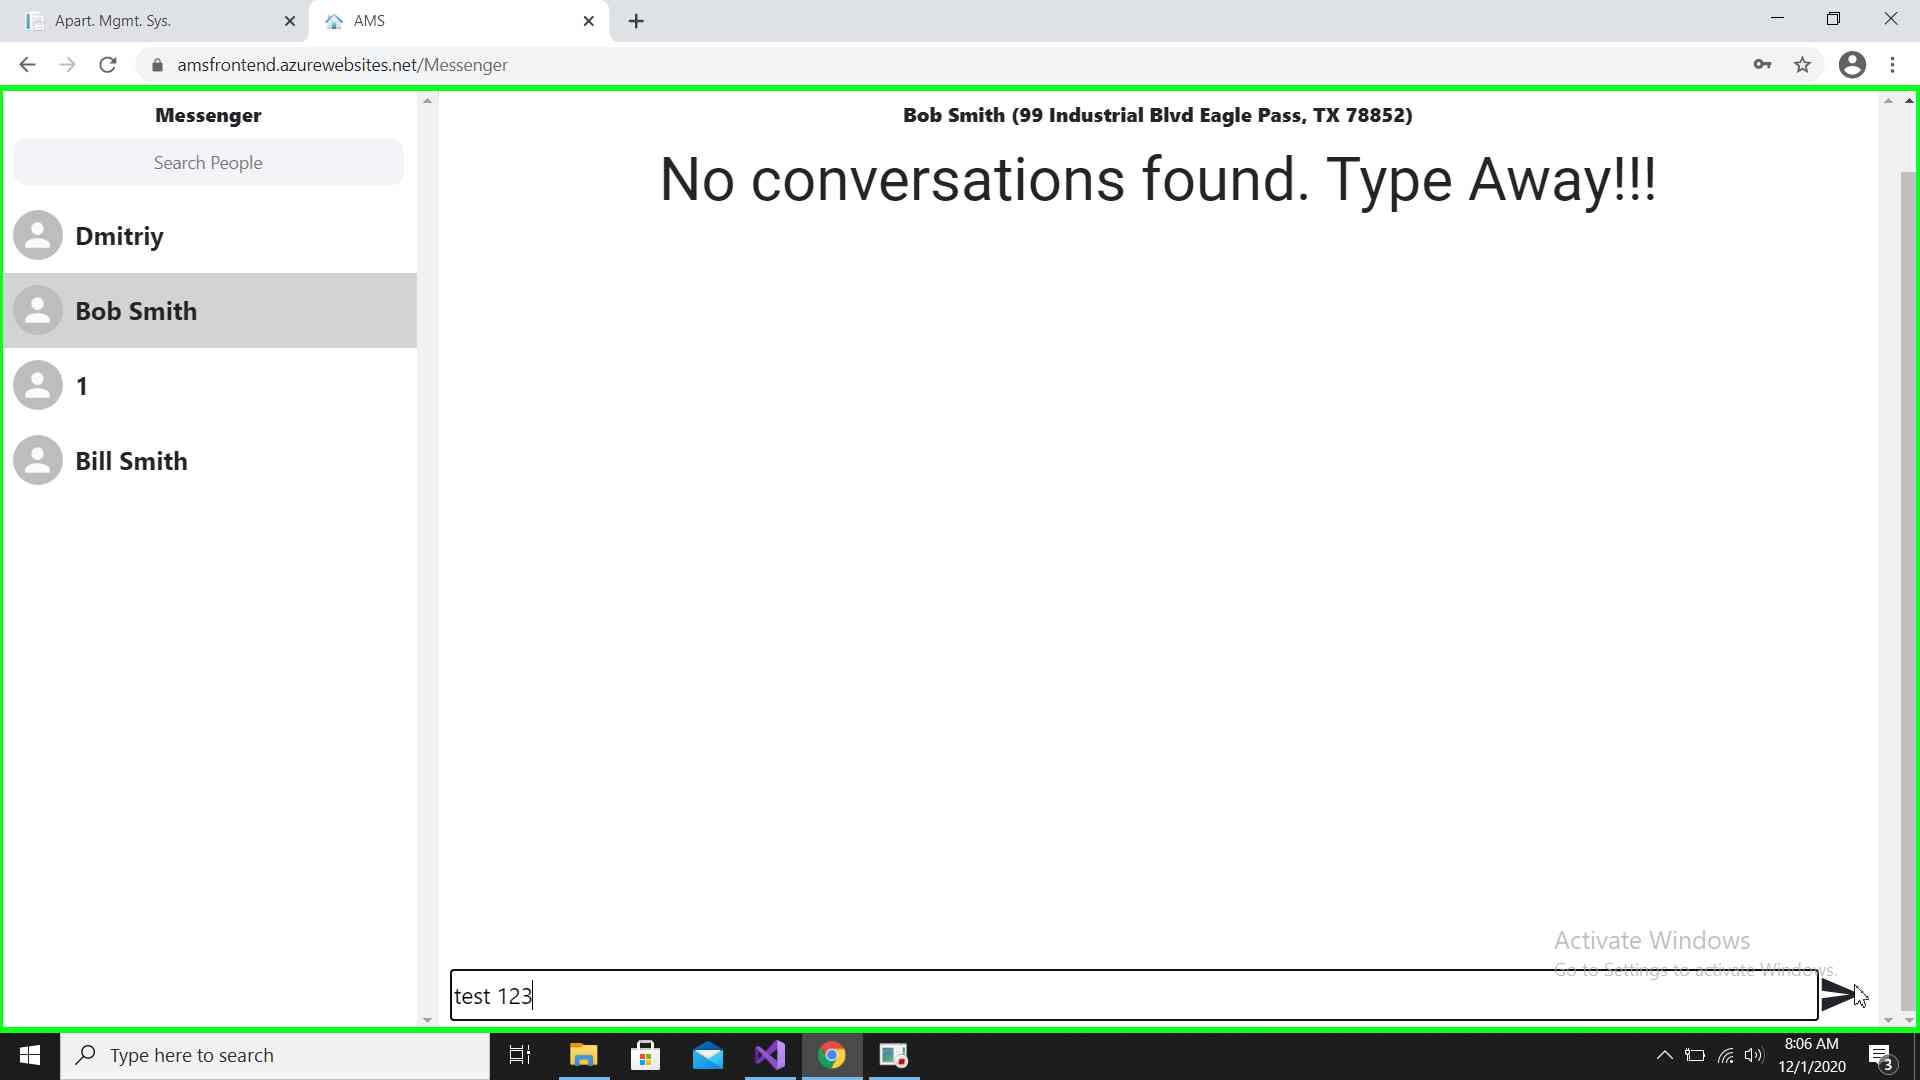 Apart. Mgmt. Sys.
AMS
amsfrontend.azurewebsites.net/Messenger
Messenger
Search People
Dmitriy
Bob Smith
1
Bill Smith
Bob Smith (99 Industrial Blvd Eagle Pass, TX 78852)
No conversations found. Type Away!!!
Activate Windows
Go to Settings to activate Windows.
test 123
Type here to search
8:06 AM
12/1/2020
3